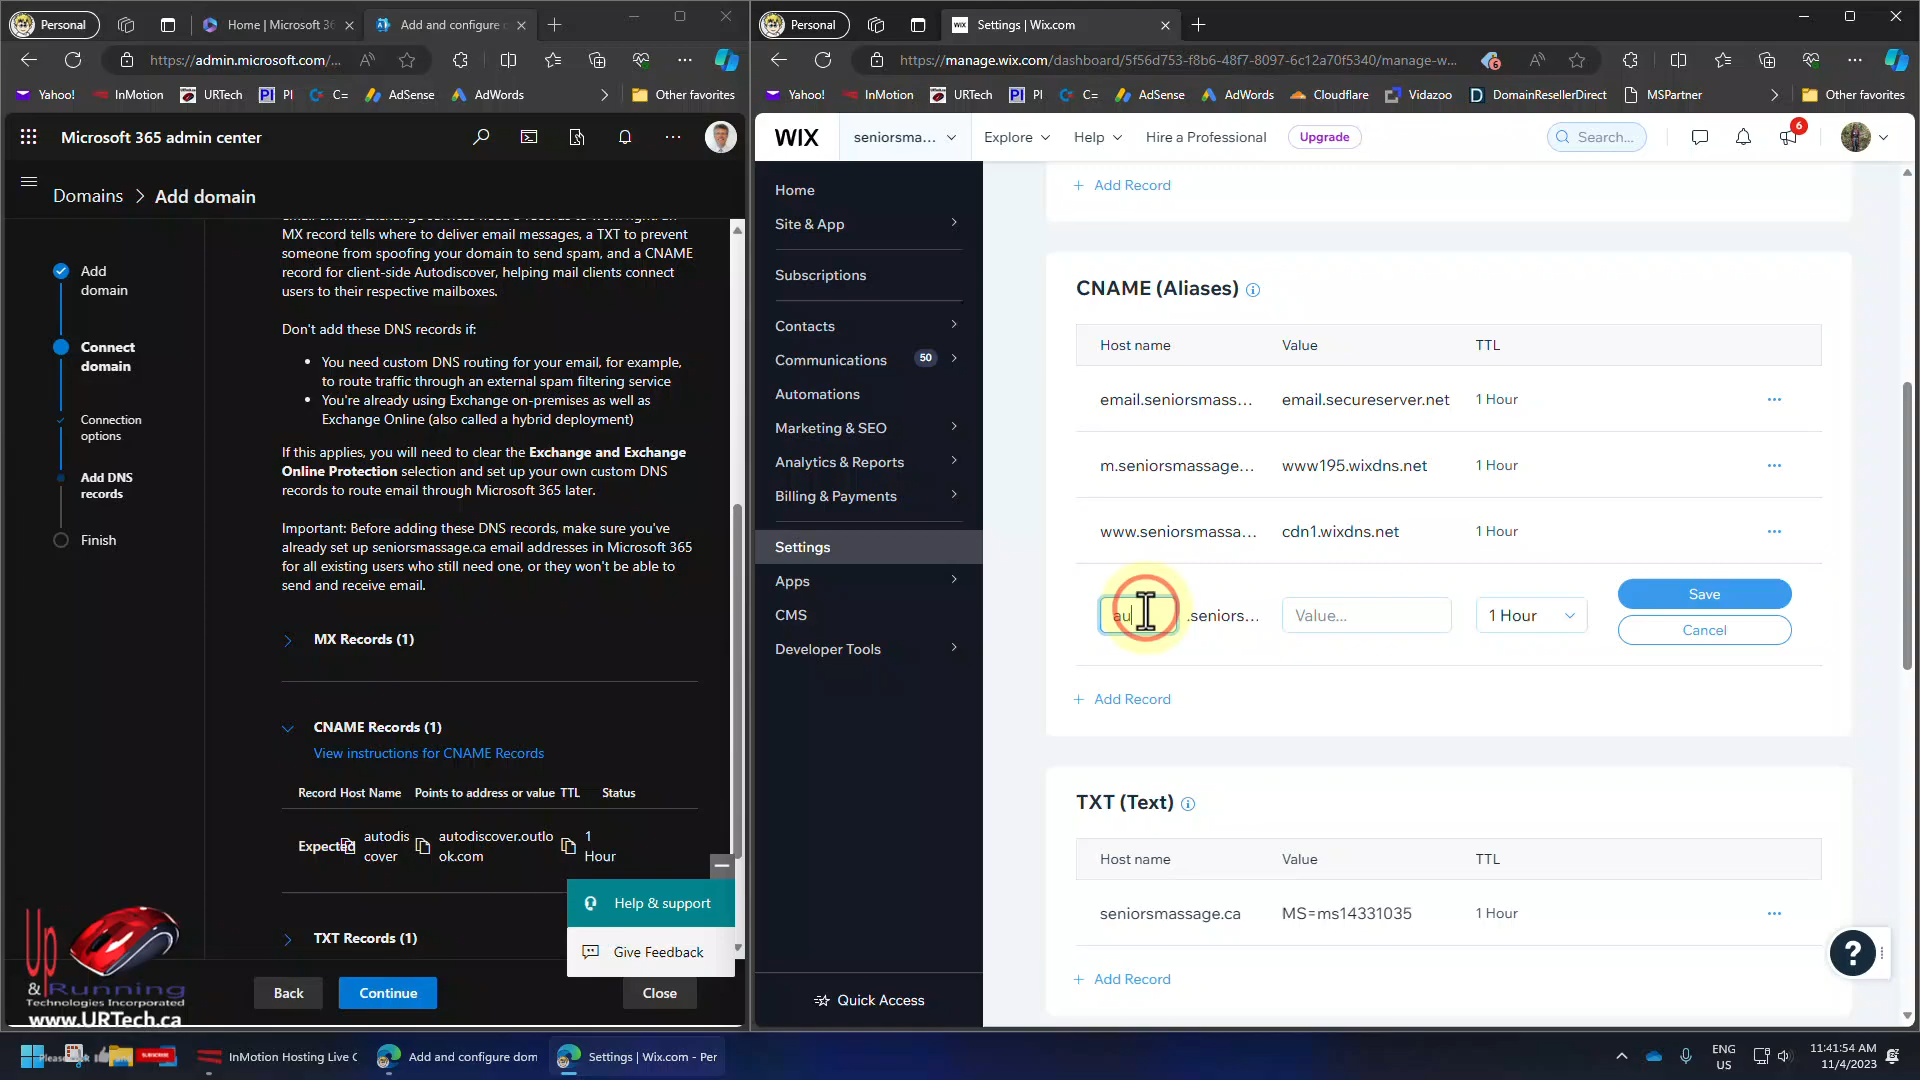 Personal
Home | Microsoft 36
Add and configure
https://admin.microsoft.com/...
Yahoo!
InMotion
URTech
PI
C=
AdSense
AdWords
Other favorites
Microsoft 365 admin center
Domains
Add domain
MX record tells where to deliver email messages, a TXT to prevent
someone from spoofing your domain to send spam, and a CNAME
record for client-side Autodiscover, helping mail clients connect
users to their respective mailboxes.
Don't add these DNS records if:
• You need custom DNS routing for your email, for example,
to route traffic through an external spam filtering service
• You're already using Exchange on-premises as well as
Exchange Online (also called a hybrid deployment)
If this applies, you will need to clear the Exchange and Exchange
Online Protection selection and set up your own custom DNS
records to route email through Microsoft 365 later.
Important: Before adding these DNS records, make sure you've
already set up seniorsmassage.ca email addresses in Microsoft 365
for all existing users who still need one, or they won't be able to
send and receive email.
Add
domain
Connect
domain
Connection
options
Add DNS
records
Finish
MX Records (1)
CNAME Records (1)
View instructions for CNAME Records
Record Host Name Points to address or value TTL Status
Expected autodis autodiscover.outlo 1
cover ok.com Hour
TXT Records (1)
Help & support
Give Feedback
Back
Continue
Close
Up
& Running
Technologies Incorporated
www.URTech.ca
Personal
Settings | Wix.com
https://manage.wix.com/dashboard/5f56d753-f8b6-48f7-8097-6c12a70f5340/manage-w...
6
Yahoo!
InMotion
URTech
PI
C=
AdSense
AdWords
Cloudflare
Vidazoo
DomainResellerDirect
MSPartner
Other favorites
WIX
seniorsma...
Explore
Help
Hire a Professional
Upgrade
Search...
6
Home
Site & App
Subscriptions
Contacts
Communications 50
Automations
Marketing & SEO
Analytics & Reports
Billing & Payments
Settings
Apps
CMS
Developer Tools
Quick Access
+ Add Record
CNAME (Aliases)
Host name Value TTL
email.seniorsmass... email.secureserver.net 1 Hour
m.seniorsmassage... www195.wixdns.net 1 Hour
www.seniorsmassa... cdn1.wixdns.net 1 Hour
au .seniors... Value... 1 Hour
Save
Cancel
+ Add Record
TXT (Text)
Host name Value TTL
seniorsmassage.ca MS=ms14331035 1 Hour
+ Add Record
?
InMotion Hosting Live C
Add and configure dom
Settings | Wix.com - Per
ENG
US
11:41:54 AM
11/4/2023